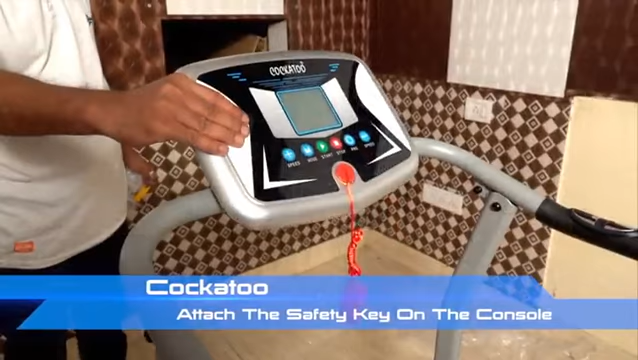 COCKATOO
SPEED MODE START STOP PRG SPEED
Cockatoo
Attach The Safety Key On The Console